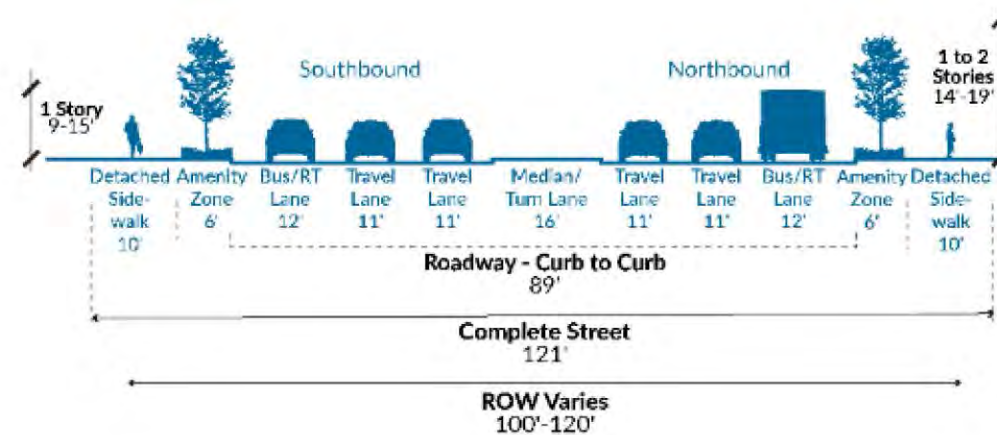 Southbound
Northbound
1 Story
9-15'
1 to 2
Stories
14'-19'
Detached
Side-
walk
10'
Amenity
Zone
6'
Bus/RT
Lane
12'
Travel
Lane
11'
Travel
Lane
11'
Median/
Turn Lane
16'
Travel
Lane
11'
Travel
Lane
11'
Bus/RT
Lane
12'
Amenity
Zone
6'
Detached
Side-
walk
10'
Roadway - Curb to Curb
89'
Complete Street
121'
ROW Varies
100'-120'